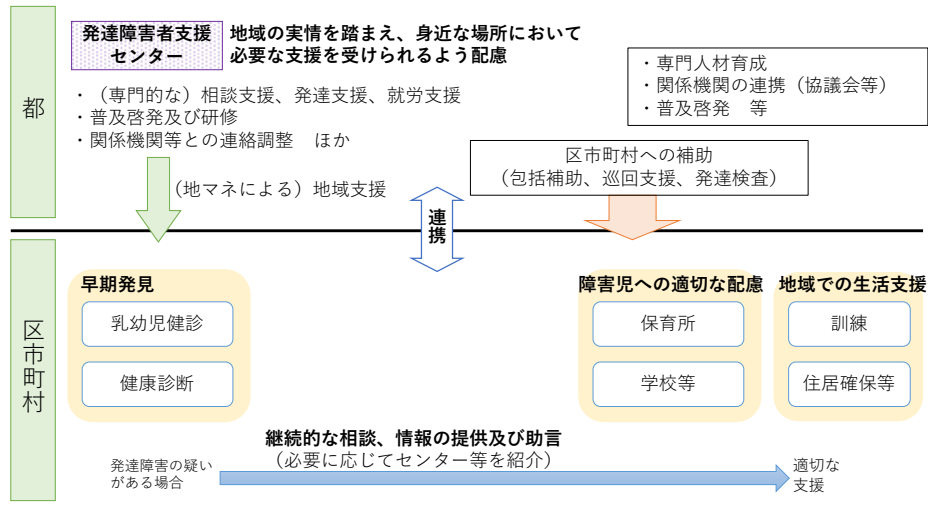 都
発達障害者支援
センター
地域の実情を踏まえ、身近な場所において
必要な支援を受けられるよう配慮
・（専門的な）相談支援、発達支援、就労支援
・普及啓発及び研修
・関係機関等との連絡調整　ほか
・専門人材育成
・関係機関の連携（協議会等）
・普及啓発　等
区市町村への補助
（包括補助、巡回支援、発達検査）
（地マネによる）地域支援
連携
区市町村
早期発見
乳幼児健診
健康診断
障害児への適切な配慮
保育所
学校等
地域での生活支援
訓練
住居確保等
継続的な相談、情報の提供及び助言
（必要に応じてセンター等を紹介）
発達障害の疑い
がある場合
適切な
支援